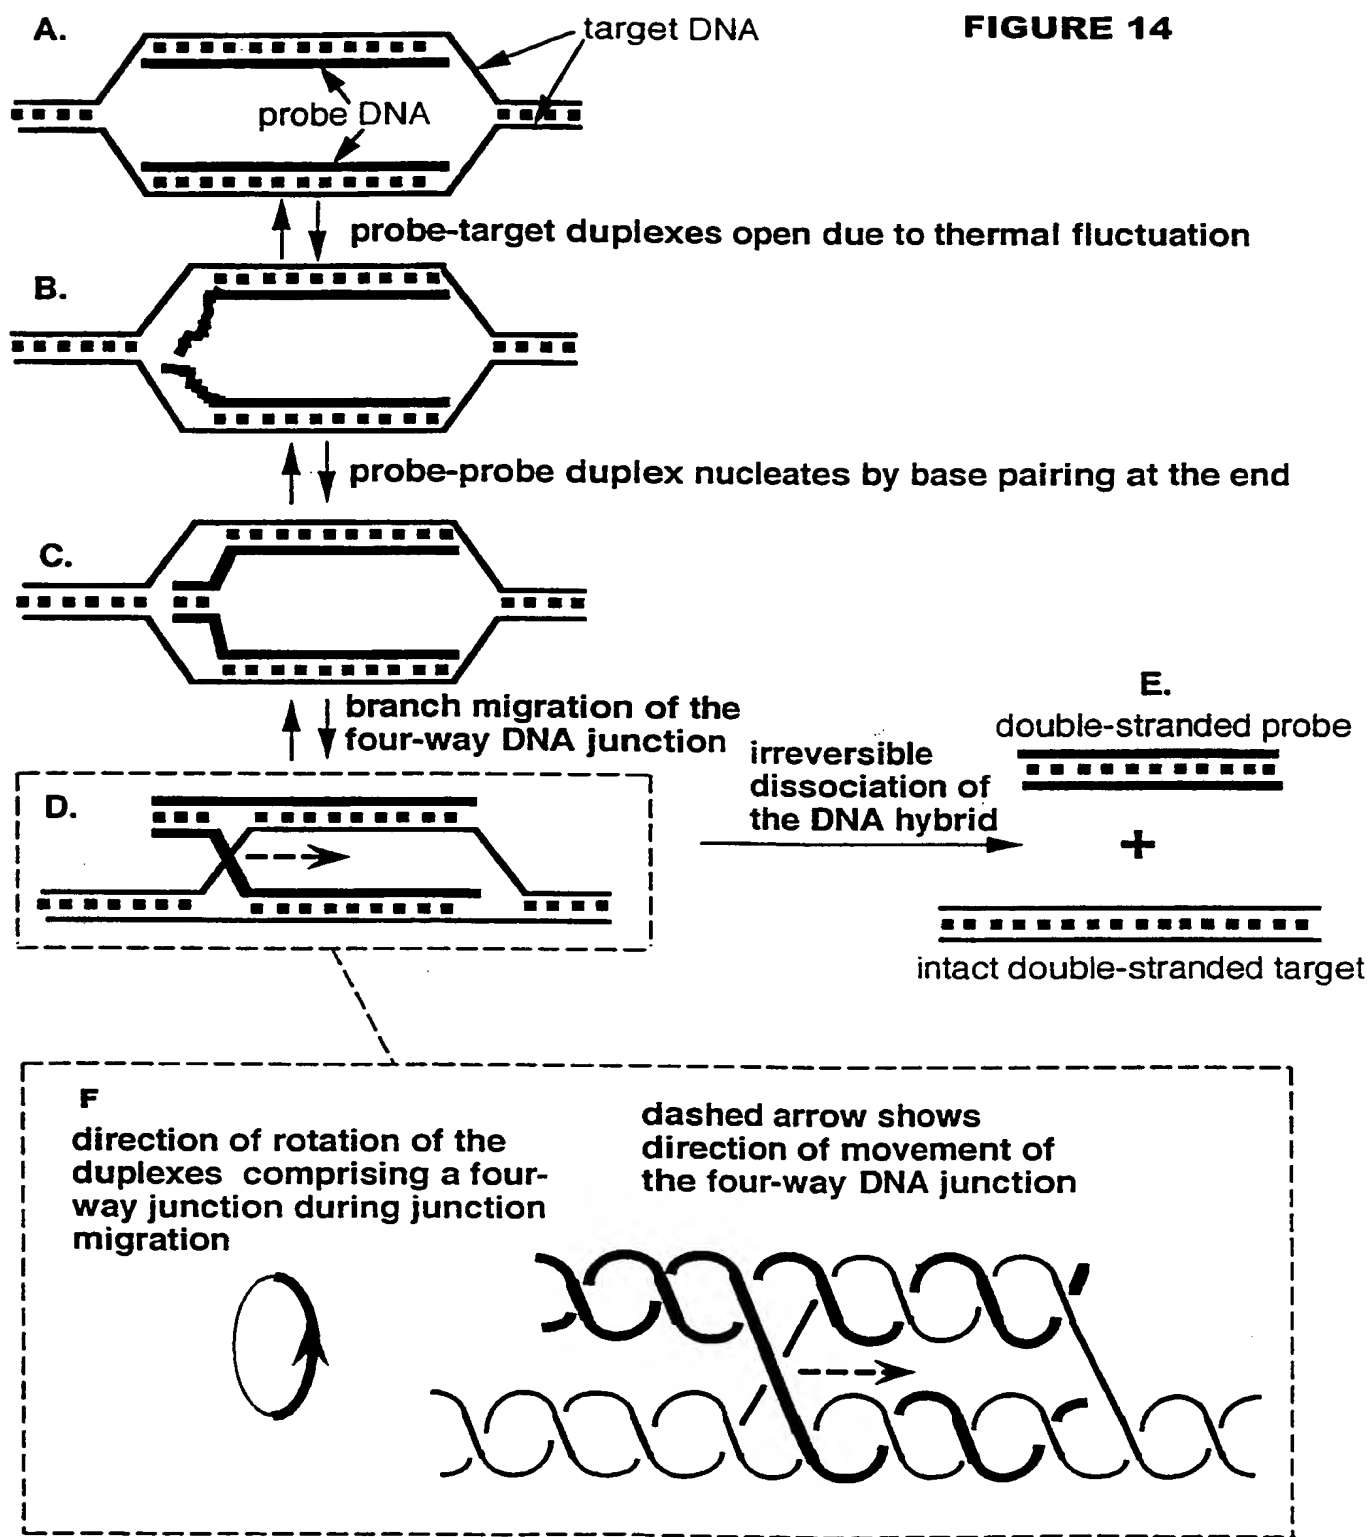 FIGURE 14
A.
target DNA
probe DNA
probe-target duplexes open due to thermal fluctuation
B.
probe-probe duplex nucleates by base pairing at the end
C.
branch migration of the
four-way DNA junction
D.
irreversible
dissociation of
the DNA hybrid
E.
double-stranded probe
+
intact double-stranded target
F
direction of rotation of the
duplexes comprising a four-
way junction during junction
migration
dashed arrow shows
direction of movement of
the four-way DNA junction